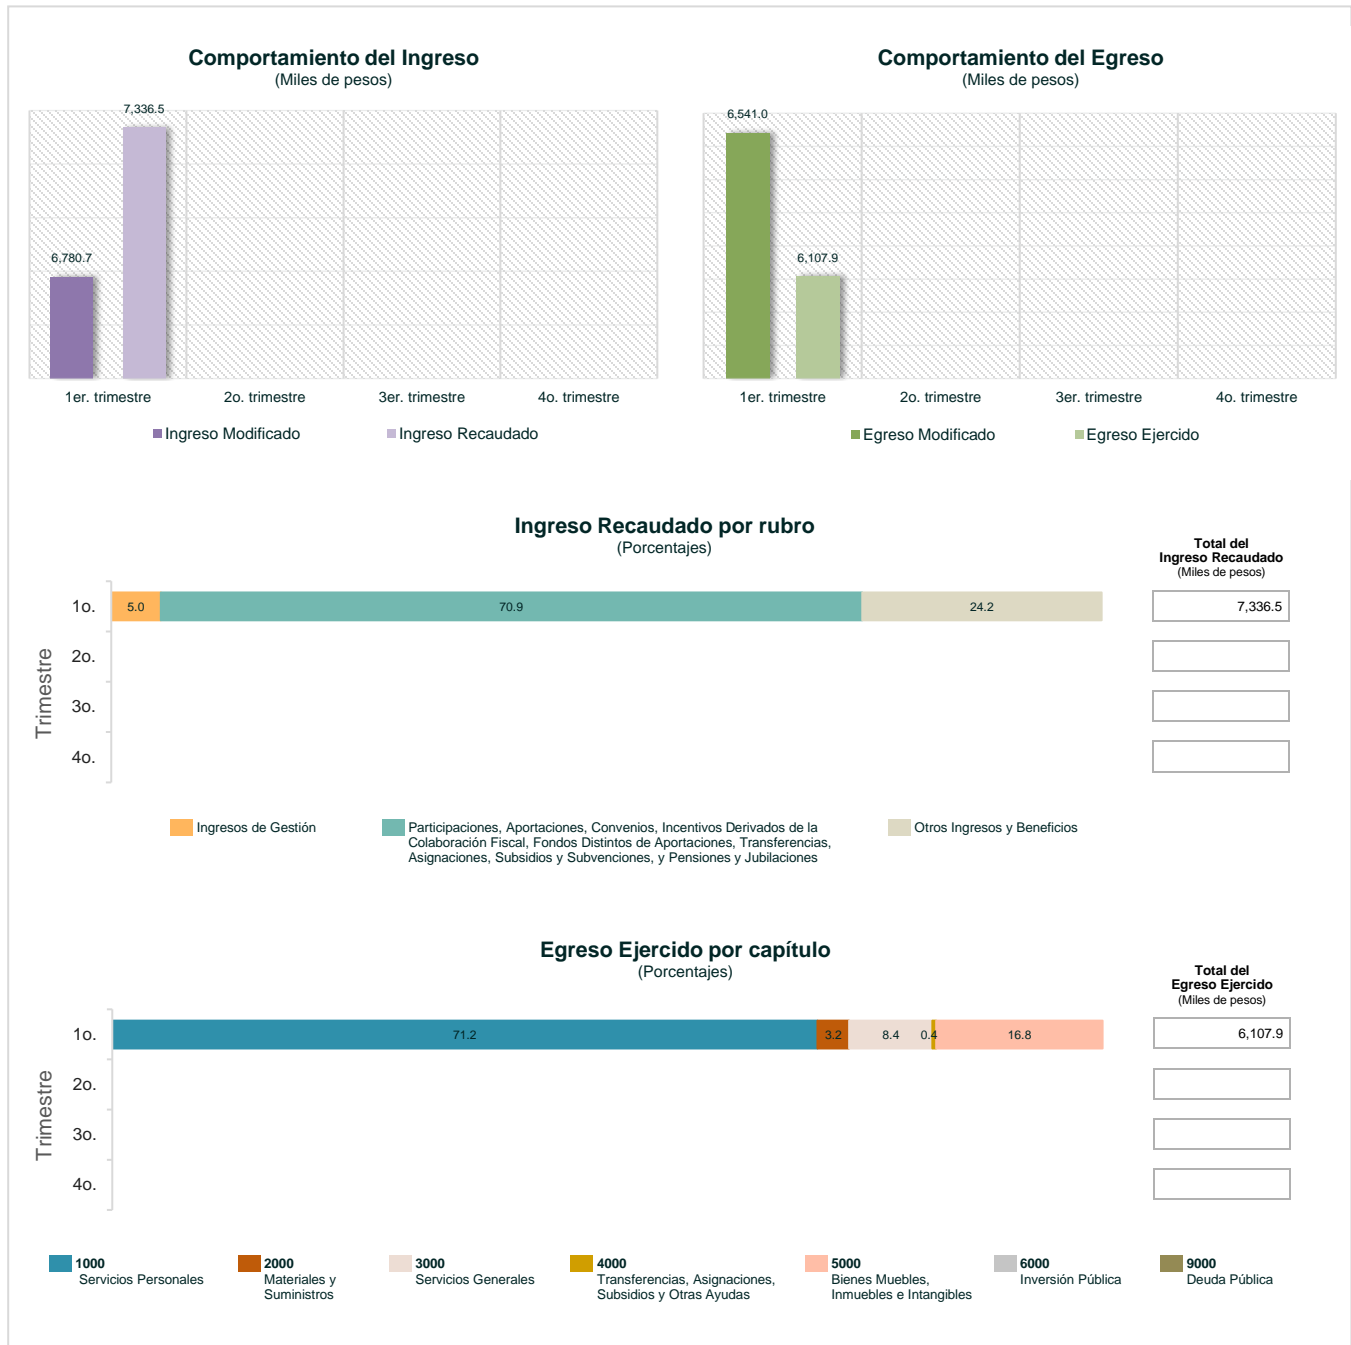 Comportamiento del Ingreso
(Miles de pesos)
7,336.5
6,780.7
1er. trimestre
2o. trimestre
3er. trimestre
4o. trimestre
Ingreso Modificado
Ingreso Recaudado
Comportamiento del Egreso
(Miles de pesos)
6,541.0
6,107.9
1er. trimestre
2o. trimestre
3er. trimestre
4o. trimestre
Egreso Modificado
Egreso Ejercido
Ingreso Recaudado por rubro
(Porcentajes)
Total del
Ingreso Recaudado
(Miles de pesos)
Trimestre
1o.
5.0
70.9
24.2
7,336.5
2o.
3o.
4o.
Ingresos de Gestión
Participaciones, Aportaciones, Convenios, Incentivos Derivados de la
Colaboración Fiscal, Fondos Distintos de Aportaciones, Transferencias,
Asignaciones, Subsidios y Subvenciones, y Pensiones y Jubilaciones
Otros Ingresos y Beneficios
Egreso Ejercido por capítulo
(Porcentajes)
Total del
Egreso Ejercido
(Miles de pesos)
Trimestre
1o.
71.2
3.2
8.4
0.4
16.8
6,107.9
2o.
3o.
4o.
1000
Servicios Personales
2000
Materiales y
Suministros
3000
Servicios Generales
4000
Transferencias, Asignaciones,
Subsidios y Otras Ayudas
5000
Bienes Muebles,
Inmuebles e Intangibles
6000
Inversión Pública
9000
Deuda Pública